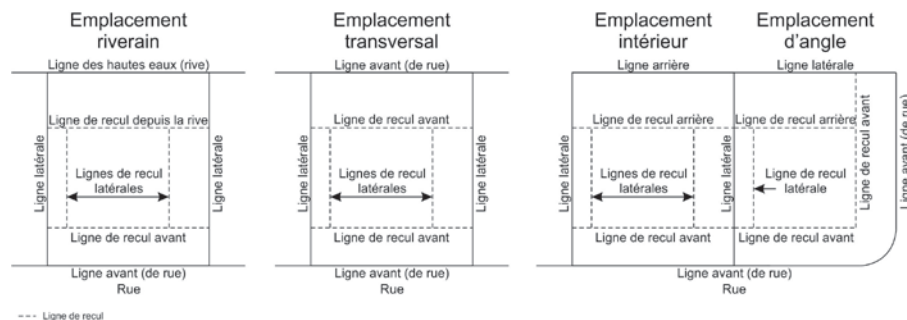 Emplacement
riverain
Ligne des hautes eaux (rive)
Ligne de recul depuis la rive
Ligne latérale
Lignes de recul
latérales
Ligne latérale
Ligne de recul avant
Ligne avant (de rue)
Rue
Emplacement
transversal
Ligne avant (de rue)
Ligne de recul avant
Ligne latérale
Lignes de recul
latérales
Ligne latérale
Ligne de recul avant
Ligne avant (de rue)
Rue
Emplacement
intérieur
Ligne arrière
Ligne de recul arrière
Ligne latérale
Lignes de recul
latérales
Ligne latérale
Ligne de recul avant
Emplacement
d'angle
Ligne latérale
Ligne de recul arrière
Ligne de recul
latérale
Ligne de recul avant
Ligne de recul avant
Ligne avant (de rue)
Ligne avant (de rue)
Rue
Ligne de recul